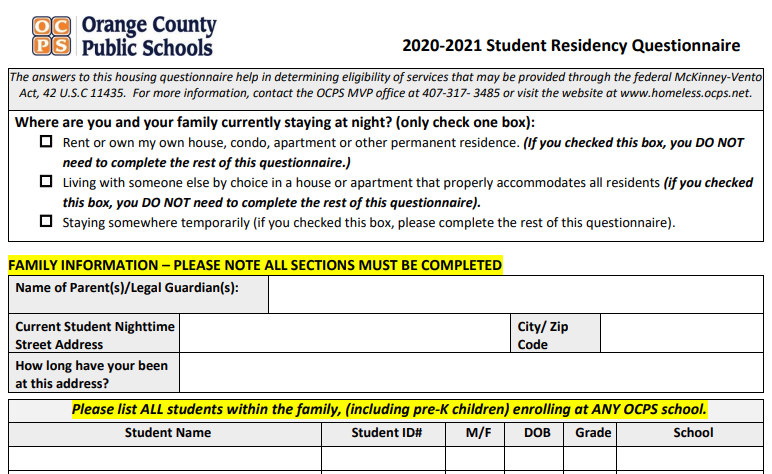 OC
PS
Orange County
Public Schools
2020-2021 Student Residency Questionnaire
The answers to this housing questionnaire help in determining eligibility of services that may be provided through the federal McKinney-Vento
Act, 42 U.S.C 11435.  For more information, contact the OCPS MVP office at 407-317- 3485 or visit the website at www.homeless.ocps.net.
Where are you and your family currently staying at night? (only check one box):
Rent or own my own house, condo, apartment or other permanent residence. (If you checked this box, you DO NOT
need to complete the rest of this questionnaire.)
Living with someone else by choice in a house or apartment that properly accommodates all residents (if you checked
this box, you DO NOT need to complete the rest of this questionnaire).
Staying somewhere temporarily (if you checked this box, please complete the rest of this questionnaire).
FAMILY INFORMATION – PLEASE NOTE ALL SECTIONS MUST BE COMPLETED
Name of Parent(s)/Legal Guardian(s):
Current Student Nighttime
Street Address
City/ Zip
Code
How long have your been
at this address?
Please list ALL students within the family, (including pre-K children) enrolling at ANY OCPS school.
Student Name Student ID# M/F DOB Grade School